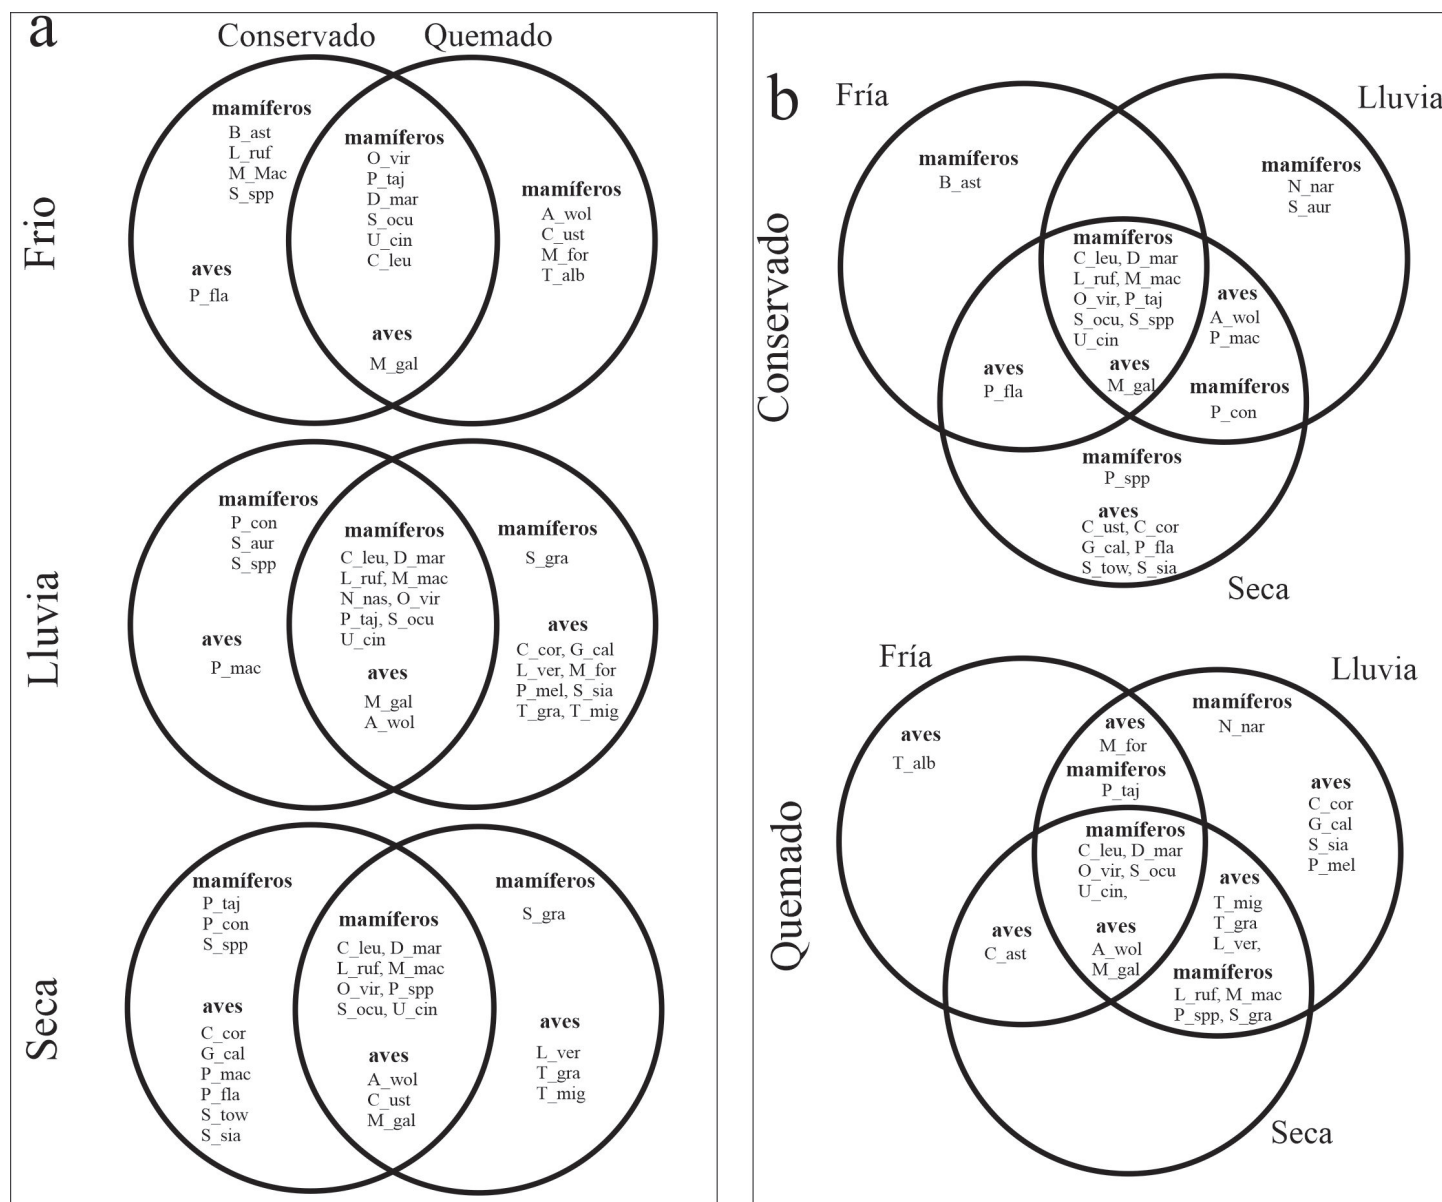 a
Conservado
Quemado
Frio
mamíferos
B_ast
L_ruf
M_Mac
S_spp
aves
P_fla
mamíferos
O_vir
P_taj
D_mar
S_ocu
U_cin
C_leu
aves
M_gal
mamíferos
A_wol
C_ust
M_for
T_alb
Lluvia
mamíferos
P_con
S_aur
S_spp
aves
P_mac
mamíferos
C_leu, D_mar
L_ruf, M_mac
N_nas, O_vir
P_taj, S_ocu
U_cin
aves
M_gal
A_wol
mamíferos
S_gra
aves
C_cor, G_cal
L_ver, M_for
P_mel, S_sia
T_gra, T_mig
Seca
mamíferos
P_taj
P_con
S_spp
aves
C_cor
G_cal
P_mac
P_fla
S_tow
S_sia
mamíferos
C_leu, D_mar
L_ruf, M_mac
O_vir, P_spp
S_ocu, U_cin
aves
A_wol
C_ust
M_gal
mamíferos
S_gra
aves
L_ver
T_gra
T_mig
b
Conservado
Fría
Lluvia
mamíferos
B_ast
mamíferos
N_nar
S_aur
mamíferos
C_leu, D_mar
L_ruf, M_mac
O_vir, P_taj
S_ocu, S_spp
U_cin
aves
M_gal
aves
A_wol
P_mac
mamíferos
P_con
aves
P_fla
mamíferos
P_spp
aves
C_ust, C_cor
G_cal, P_fla
S_tow, S_sia
Seca
Quemado
Fría
Lluvia
aves
T_alb
aves
M_for
mamiferos
P_taj
mamíferos
N_nar
aves
C_cor
G_cal
S_sia
P_mel
mamíferos
C_leu, D_mar
O_vir, S_ocu
U_cin,
aves
A_wol
M_gal
aves
T_mig
T_gra
L_ver,
mamíferos
L_ruf, M_mac
P_spp, S_gra
aves
C_ast
Seca